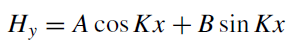 H_y = A cos Kx + B sin Kx